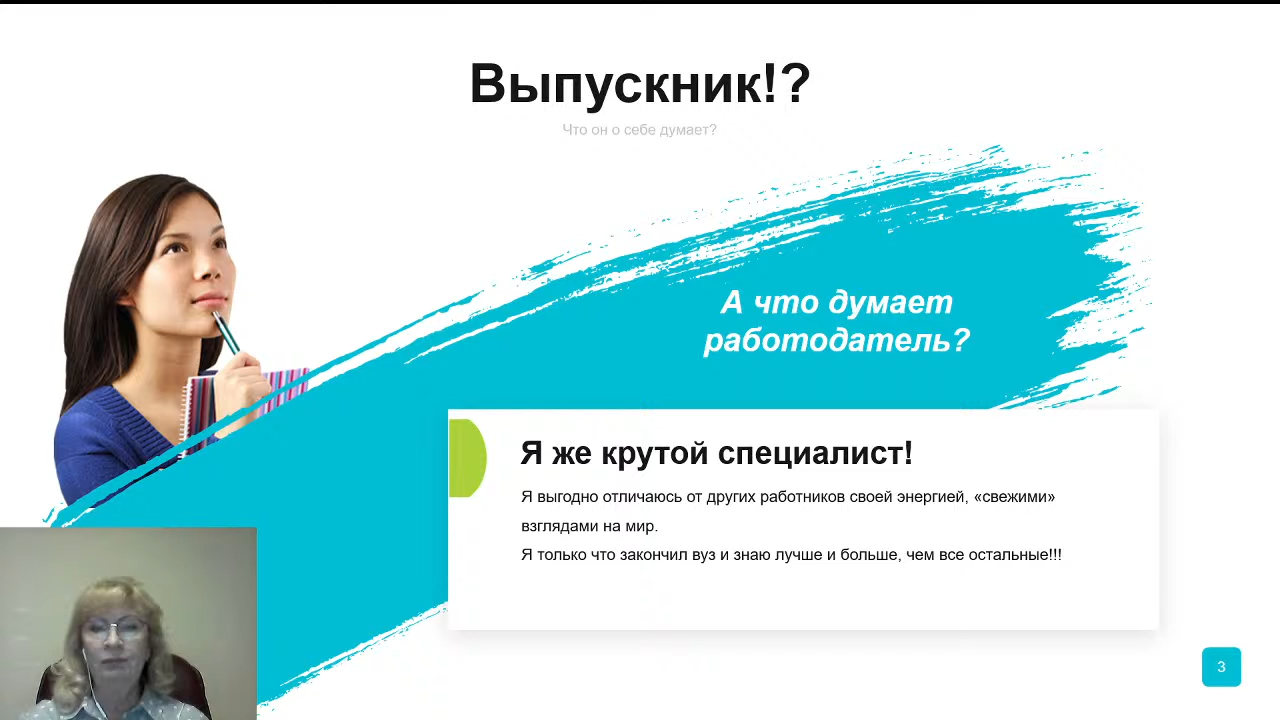 Выпускник!?
Что он о себе думает?
А что думает
работодатель?
Я же крутой специалист!
Я выгодно отличаюсь от других работников своей энергией, «свежими»
взглядами на мир.
Я только что закончил вуз и знаю лучше и больше, чем все остальные!!!
3